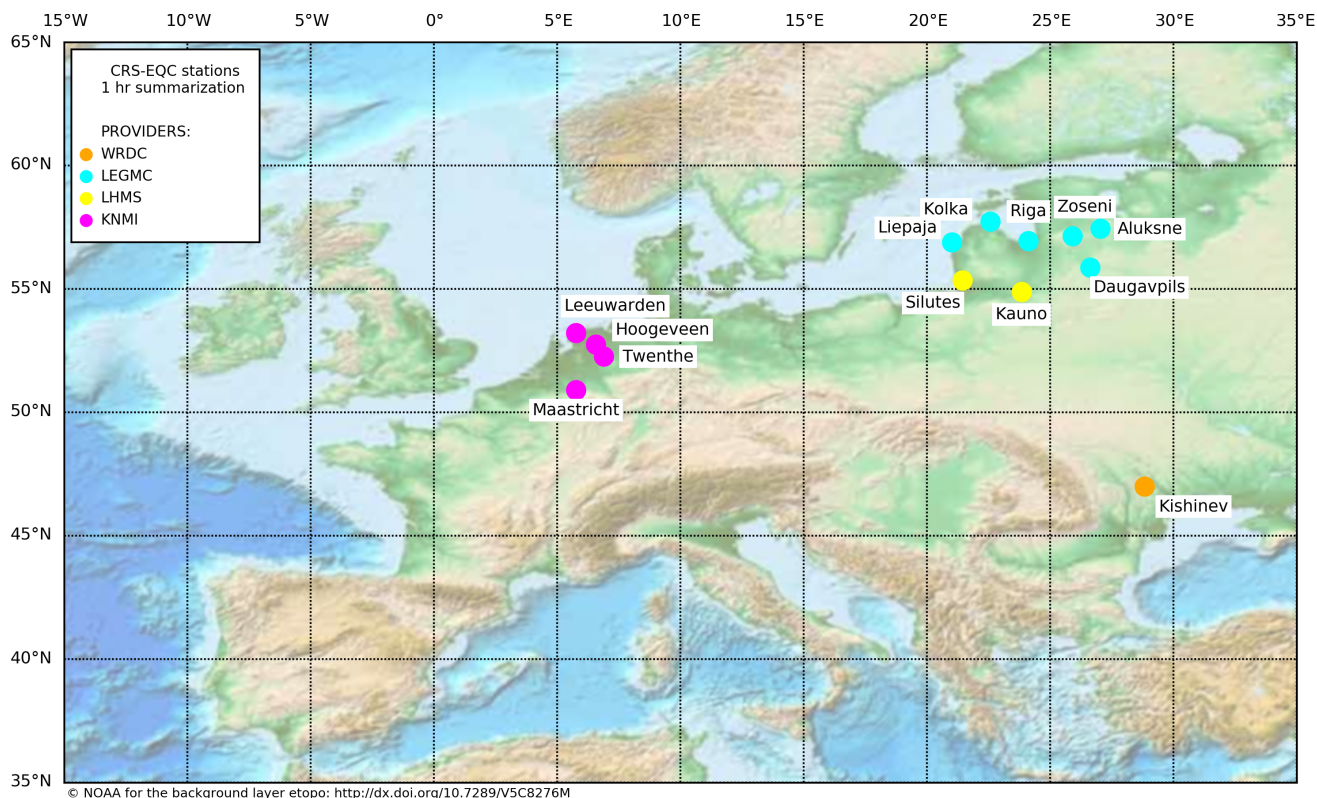 15°W 10°W 5°W 0° 5°E 10°E 15°E 20°E 25°E 30°E 35°E
65°N
CRS-EQC stations
1 hr summarization
PROVIDERS:
WRDC
LEGMC
LHMS
KNMI
60°N
Zoseni
Kolka
Riga
Liepaja
Aluksne
55°N
Daugavpils
Silutes
Leeuwarden
Kauno
Hoogeveen
Twenthe
50°N
Maastricht
Kishinev
45°N
40°N
35°N
© NOAA for the background layer etopo: http://dx.doi.org/10.7289/V5C8276M